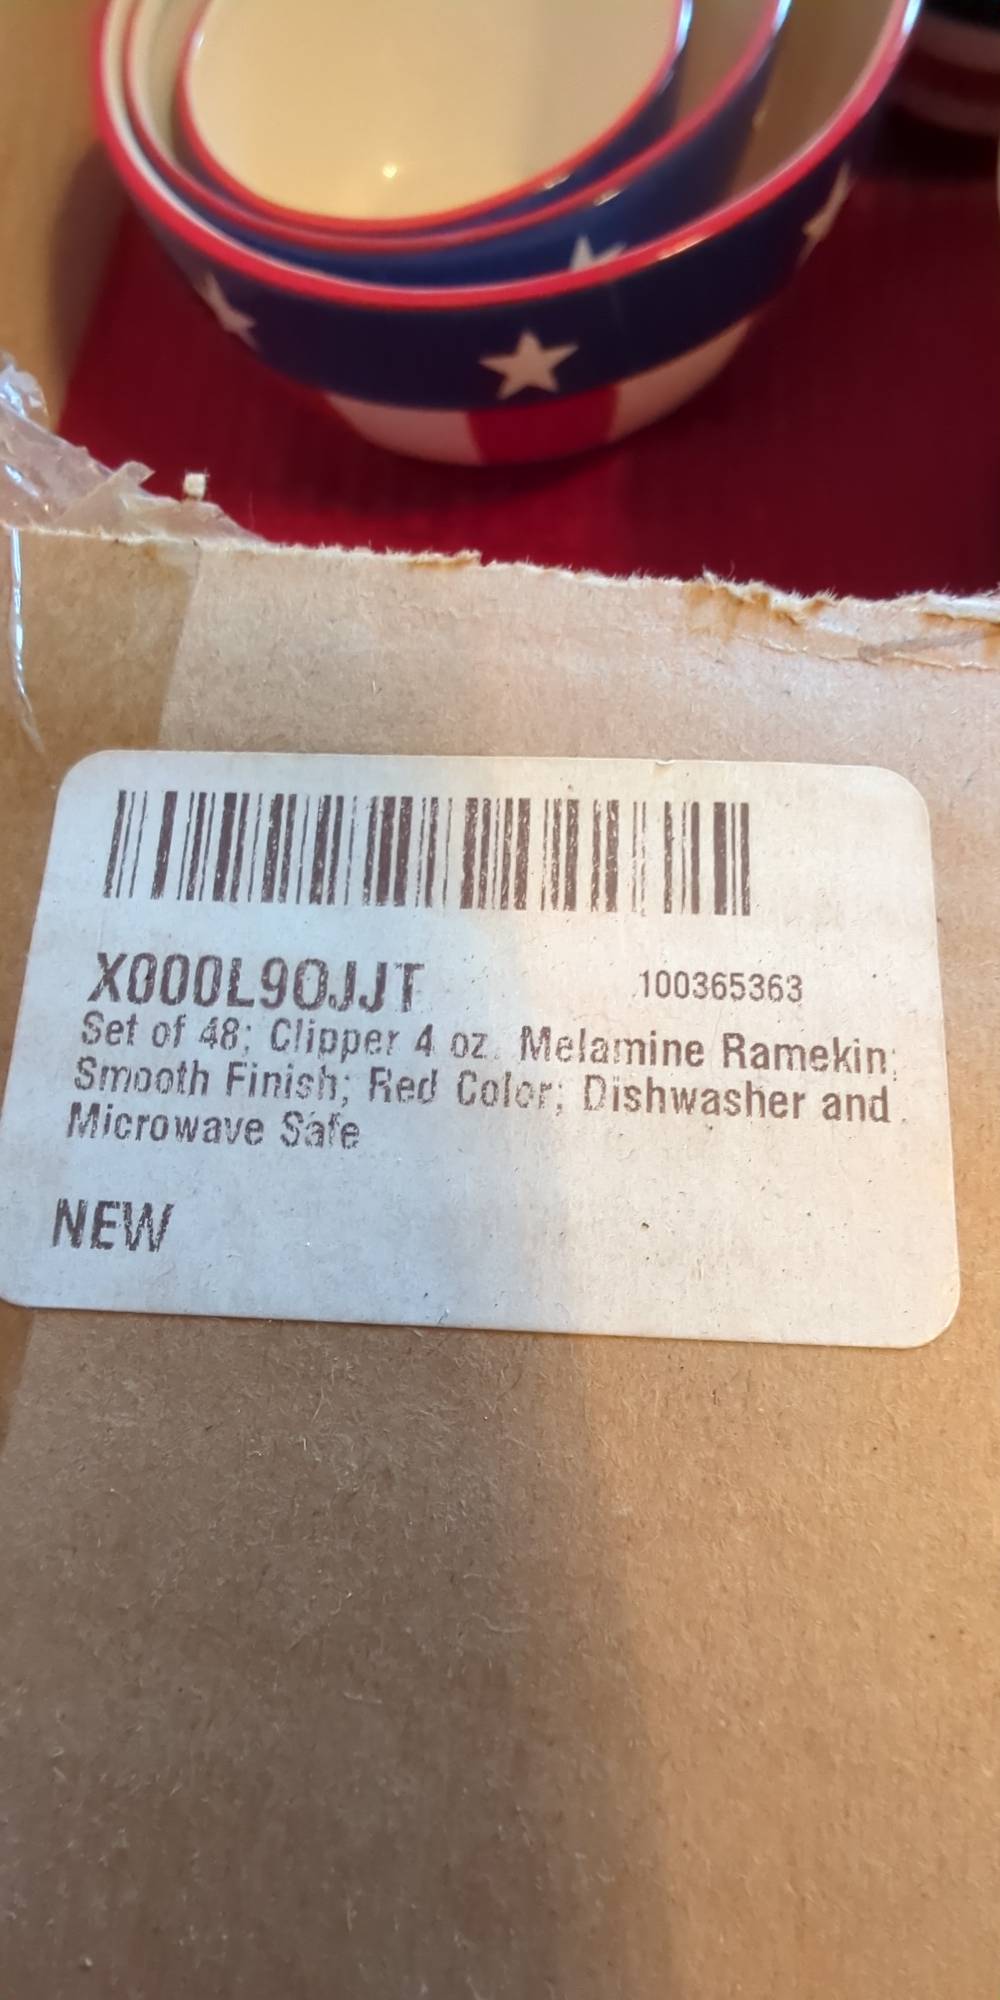 X000L9OJJT
100365363
Set of 48; Clipper 4 oz. Melamine Ramekin;
Smooth Finish; Red Color; Dishwasher and
Microwave Safe
NEW